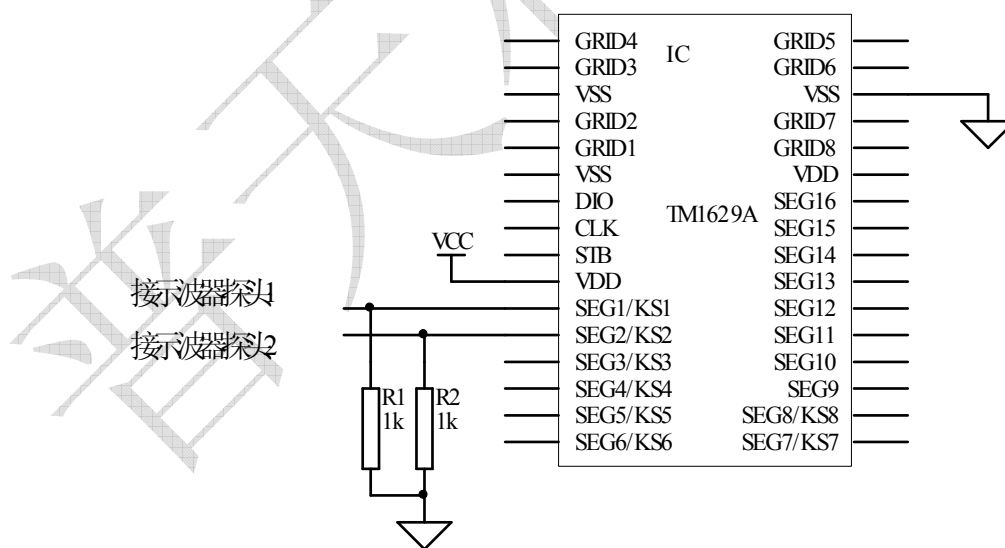 GRID4
GRID3
VSS
GRID2
GRID1
VSS
DIO
CLK
STB
VDD
SEG1/KS1
SEG2/KS2
SEG3/KS3
SEG4/KS4
SEG5/KS5
SEG6/KS6
IC
TM1629A
GRID5
GRID6
VSS
GRID7
GRID8
VDD
SEG16
SEG15
SEG14
SEG13
SEG12
SEG11
SEG10
SEG9
SEG8/KS8
SEG7/KS7
VCC
接示波器探头1
接示波器探头2
R1
1k
R2
1k